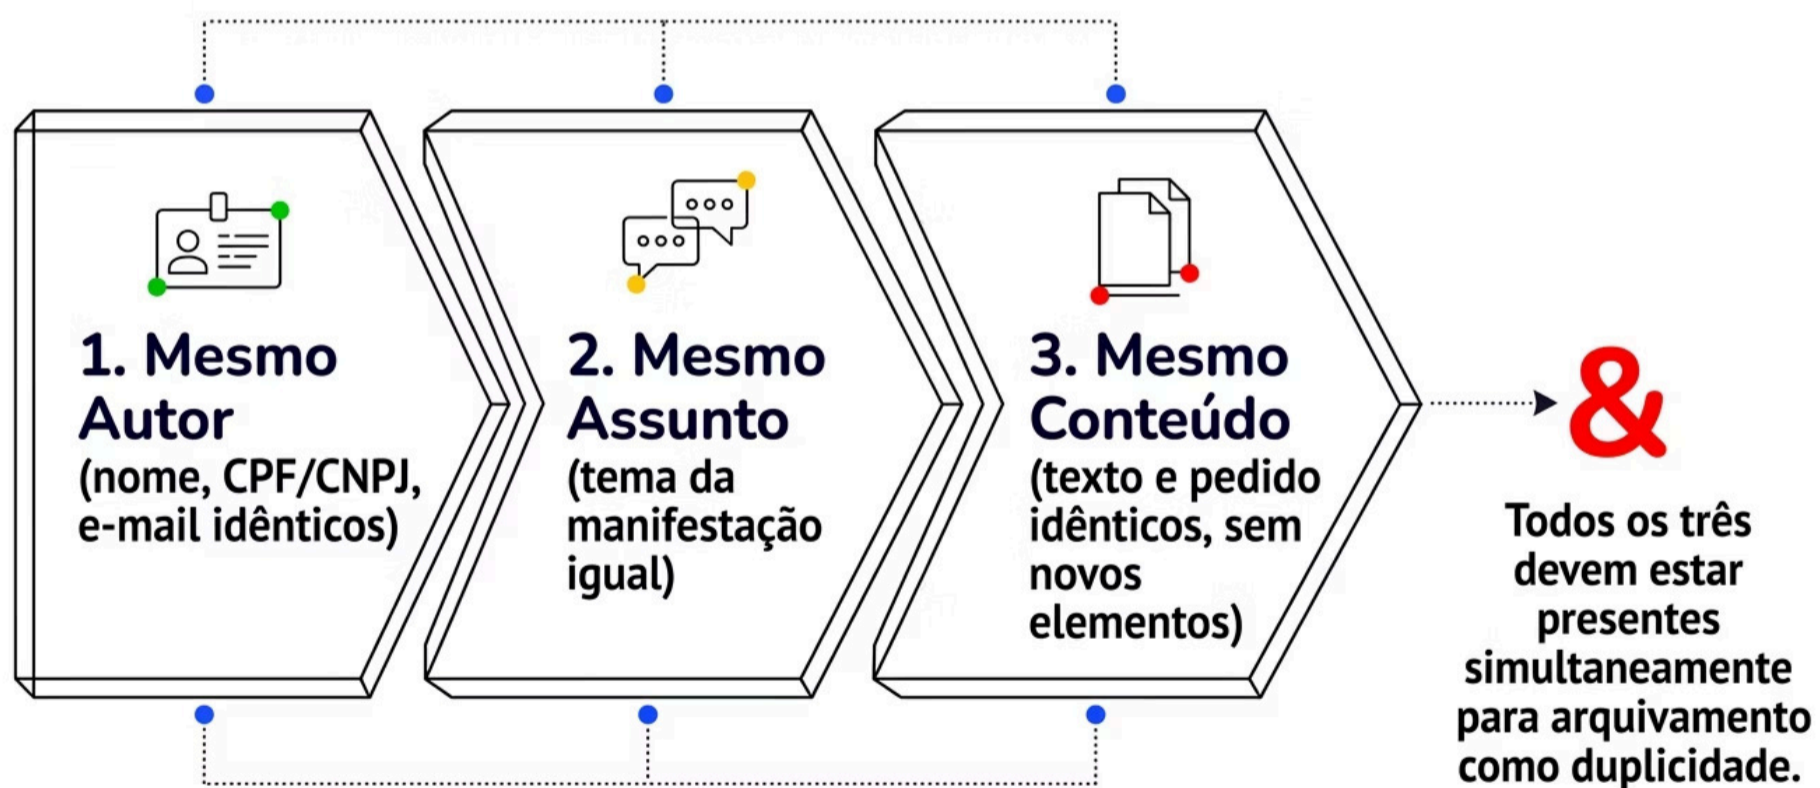 1. Mesmo
Autor
(nome, CPF/CNPJ,
e-mail idênticos)
2. Mesmo
Assunto
(tema da
manifestação
igual)
3. Mesmo
Conteúdo
(texto e pedido
idênticos, sem
novos
elementos)
&
Todos os três
devem estar
presentes
simultaneamente
para arquivamento
como duplicidade.